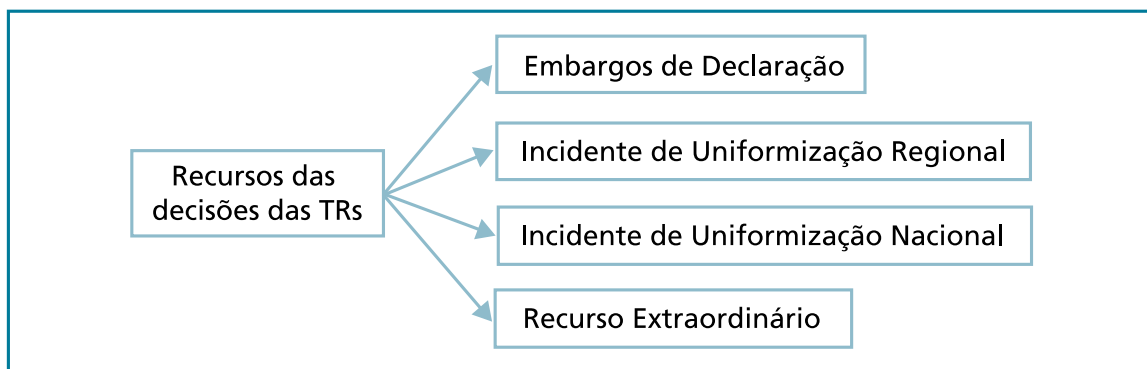 Recursos das
decisões das TRs
Embargos de Declaração
Incidente de Uniformização Regional
Incidente de Uniformização Nacional
Recurso Extraordinário